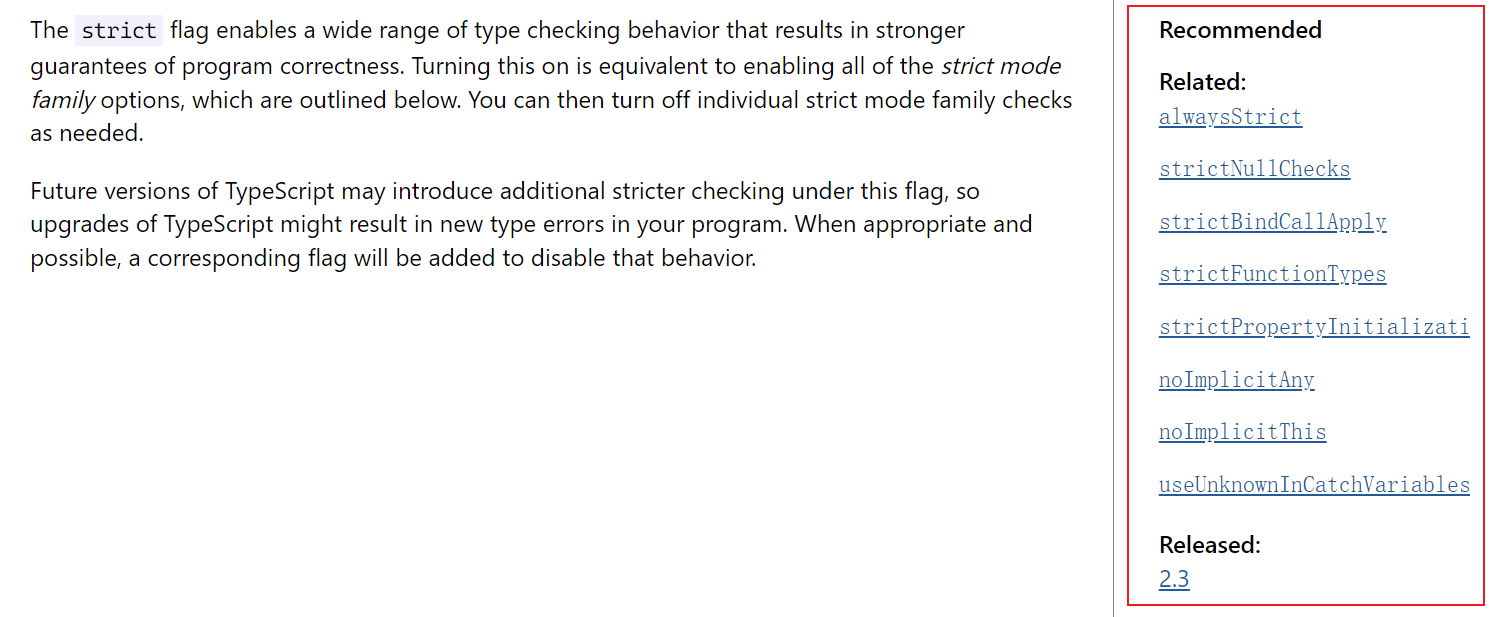 The strict flag enables a wide range of type checking behavior that results in stronger
guarantees of program correctness. Turning this on is equivalent to enabling all of the strict mode
family options, which are outlined below. You can then turn off individual strict mode family checks
as needed.
Future versions of TypeScript may introduce additional stricter checking under this flag, so
upgrades of TypeScript might result in new type errors in your program. When appropriate and
possible, a corresponding flag will be added to disable that behavior.
Recommended
Related:
alwaysStrict
strictNullChecks
strictBindCallApply
strictFunctionTypes
strictPropertyInitializati
noImplicitAny
noImplicitThis
useUnknownInCatchVariables
Released:
2.3